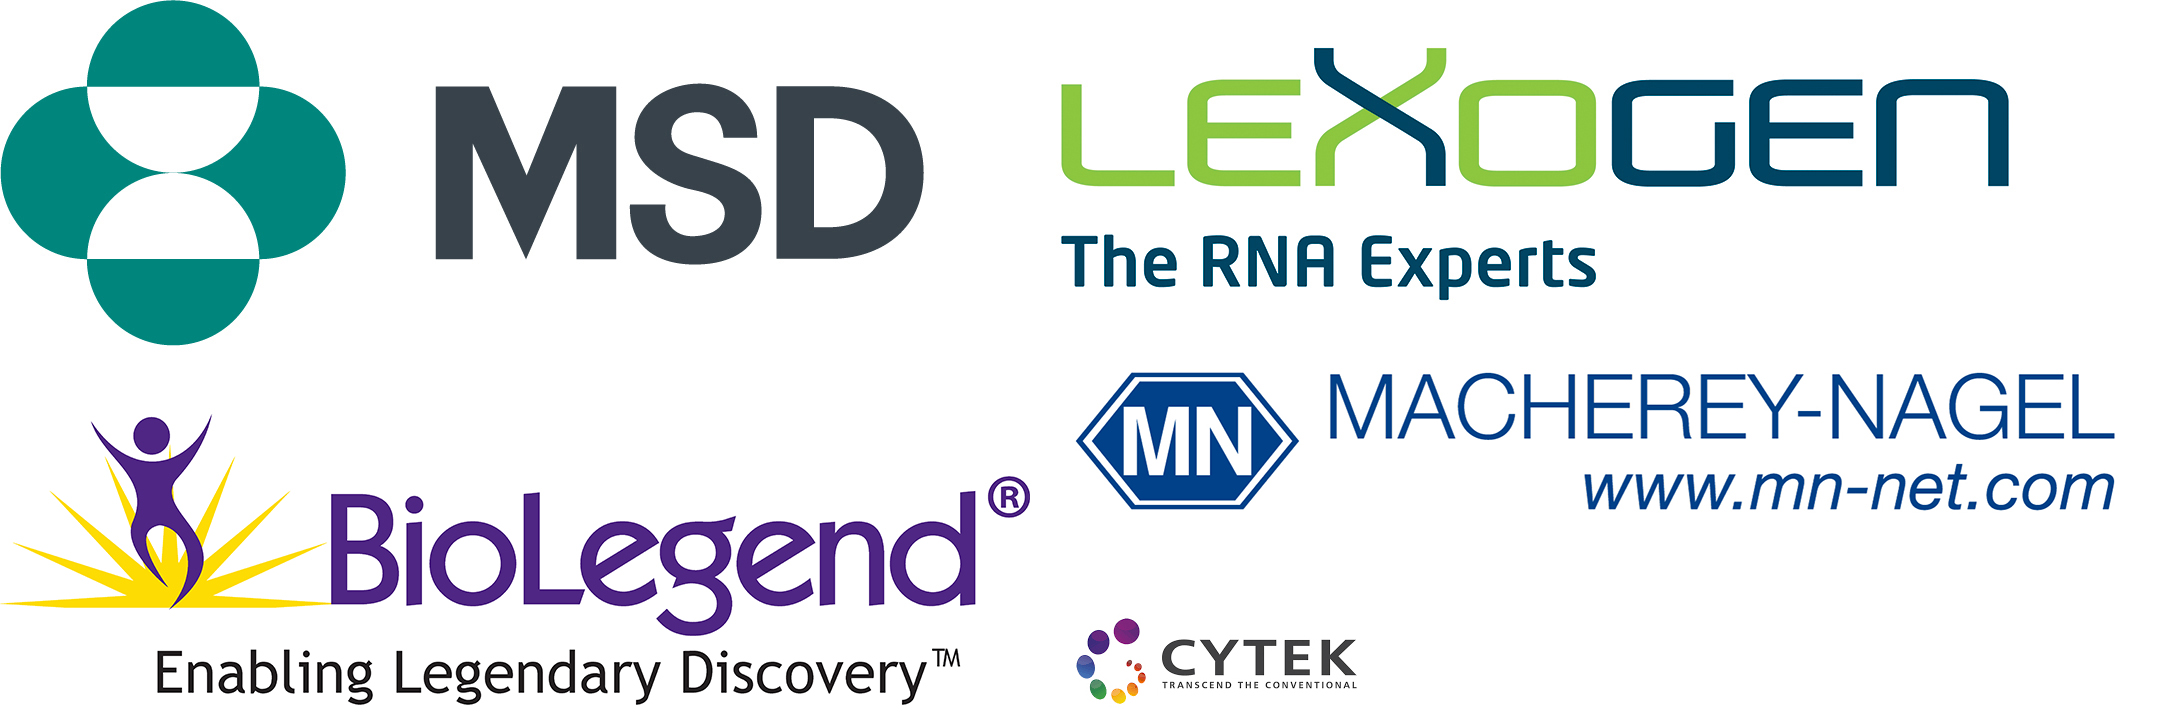 MSD
LEXOGEN
The RNA Experts
MN
MACHEREY-NAGEL
www.mn-net.com
BioLegend®
Enabling Legendary Discovery™
CYTEK
TRANSCEND THE CONVENTIONAL